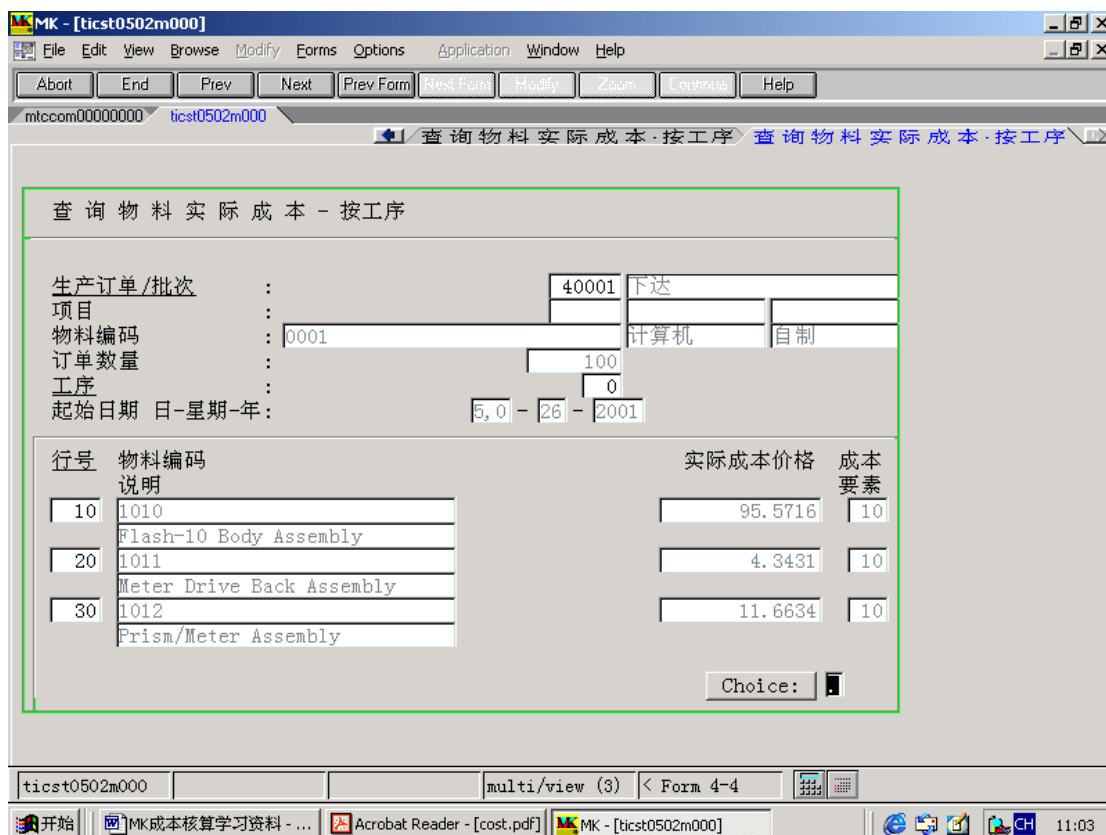 MK - [ticst0502m000]
File Edit View Browse Modify Forms Options Application Window Help
Abort End Prev Next Prev Form Next Form Modify Zoom Continue Help
mtccom00000000 ticst0502m000
查询物料实际成本-按工序 查询物料实际成本-按工序
查询物料实际成本-按工序
生产订单/批次 : 40001 下达
项目 :
物料编码 : 0001 计算机 自制
订单数量 : 100
工序 : 0
起始日期 日-星期-年: 5,0 - 26 - 2001
行号 物料编码 实际成本价格 成本
说明 要素
10 1010 95.5716 10
Flash-10 Body Assembly
20 1011 4.3431 10
Meter Drive Back Assembly
30 1012 11.6634 10
Prism/Meter Assembly
Choice: .
ticst0502m000 multi/view (3) < Form 4-4
开始 MK成本核算学习资料 - ... Acrobat Reader - [cost.pdf] MK - [ticst0502m000] CH 11:03